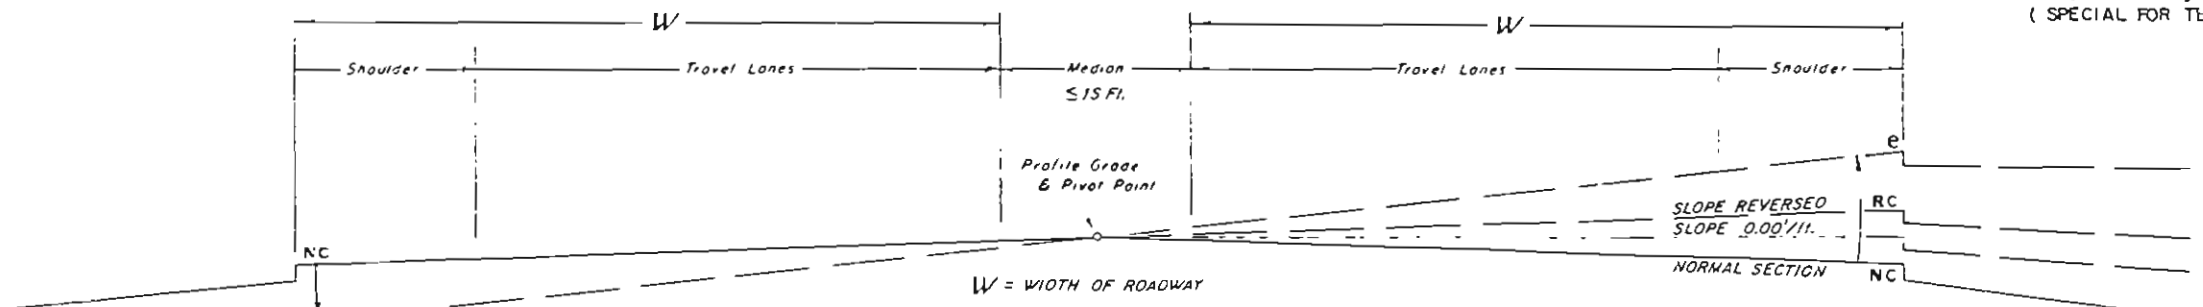 ( SPECIAL FOR TE
W W
Shoulder Travel Lanes Median Travel Lanes Shoulder
≤ 15 Ft.
e
Profile Grade
& Pivot Point
SLOPE REVERSED RC
SLOPE 0.00'/ft.
NC
NORMAL SECTION NC
W = WIDTH OF ROADWAY